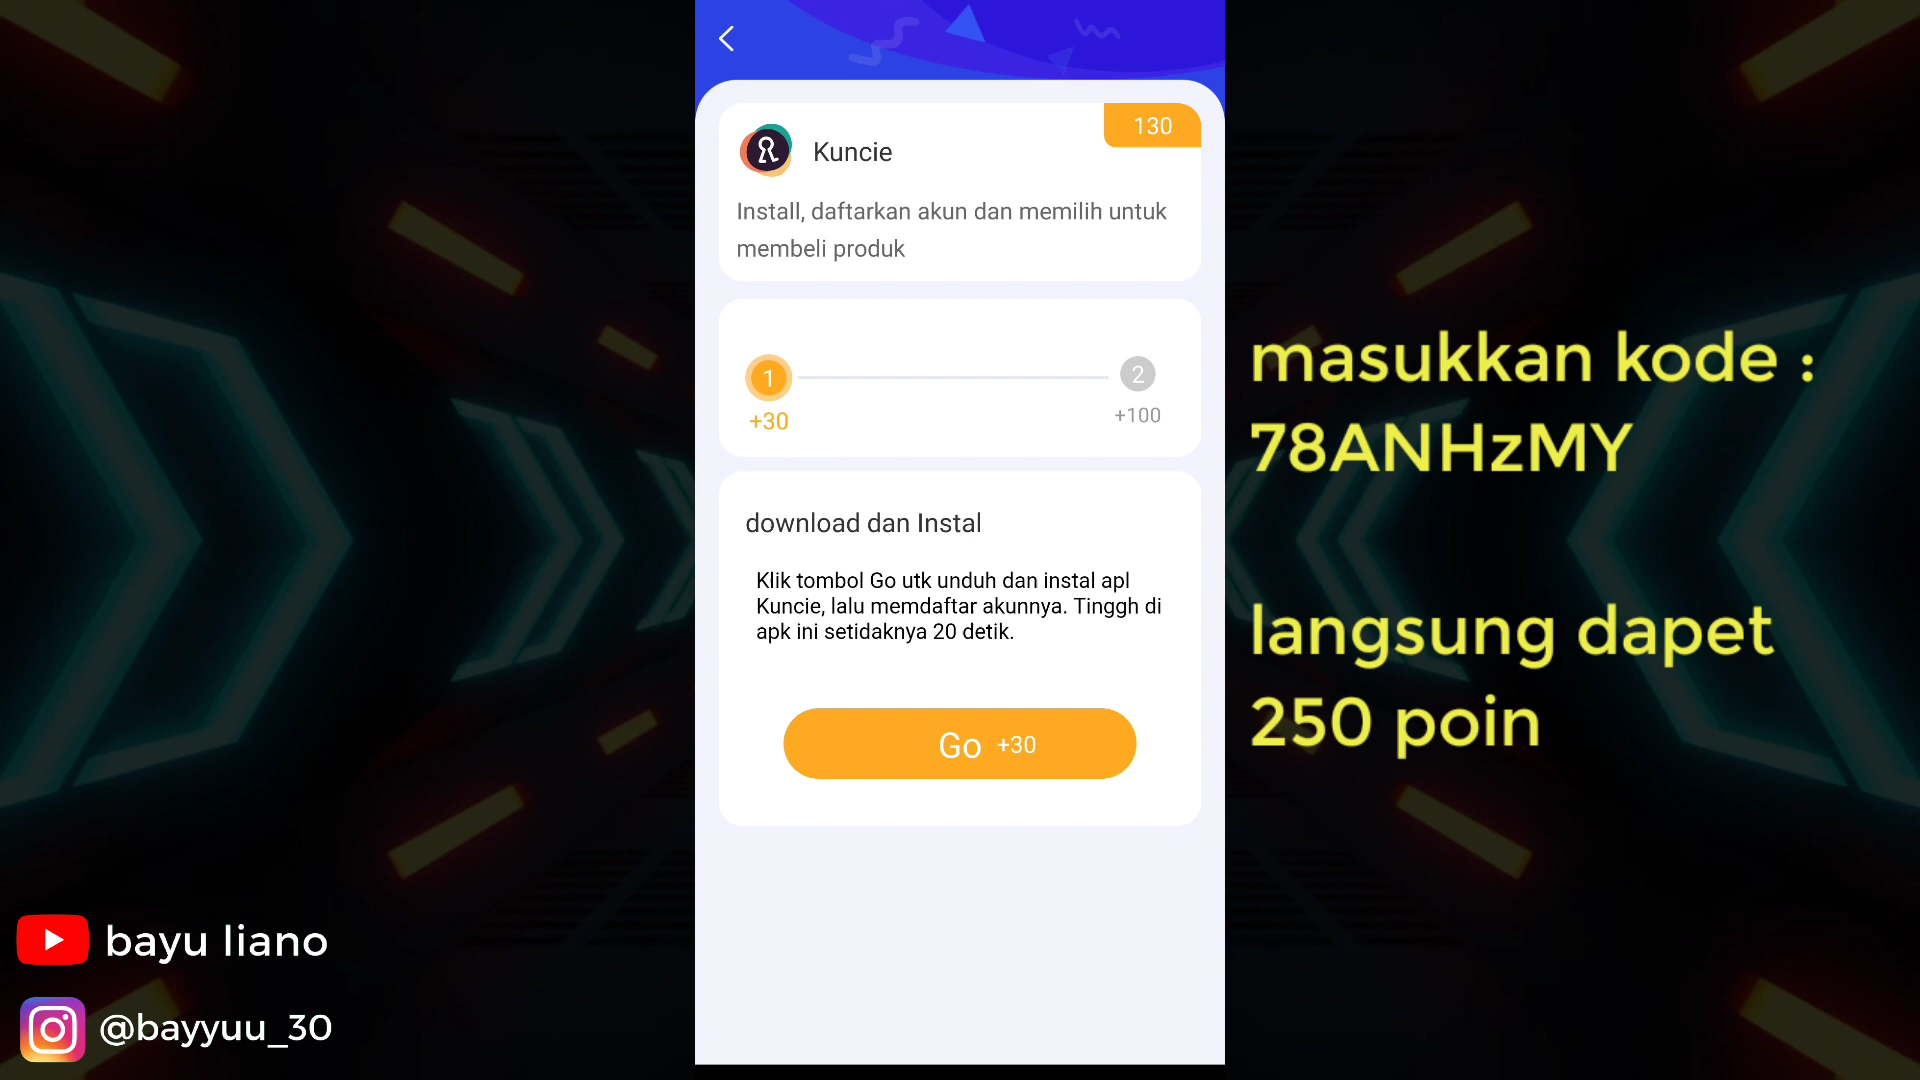 130
Kuncie
Install, daftarkan akun dan memilih untuk
membeli produk
1
2
+30
+100
download dan Instal
Klik tombol Go utk unduh dan instal apl
Kuncie, lalu memdaftar akunnya. Tinggh di
apk ini setidaknya 20 detik.
Go +30
masukkan kode :
78ANHzMY
langsung dapet
250 poin
bayu liano
@bayyuu_30